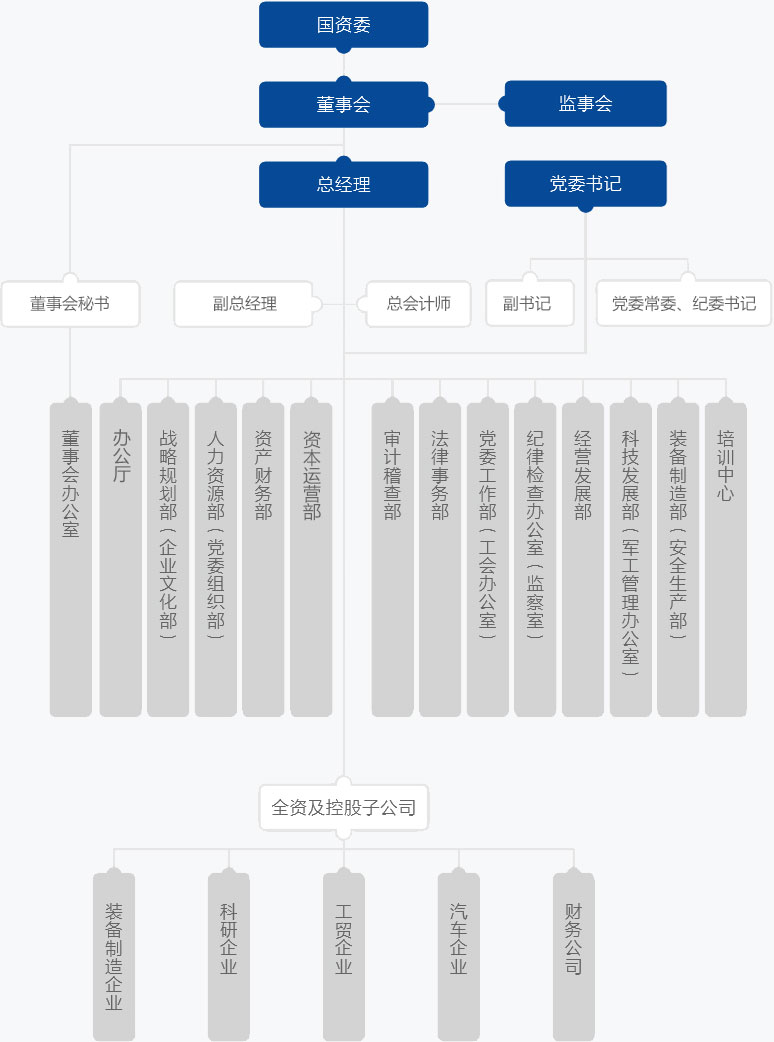 国资委
董事会
监事会
总经理
党委书记
董事会秘书
副总经理
总会计师
副书记
党委常委、纪委书记
董事会办公室
办公厅
战略规划部(企业文化部)
人力资源部(党委组织部)
资产财务部
资本运营部
审计稽查部
法律事务部
党委工作部(工会办公室)
纪律检查办公室(监察室)
经营发展部
科技发展部(军工管理办公室)
装备制造部(安全生产部)
培训中心
全资及控股子公司
装备制造企业
科研企业
工贸企业
汽车企业
财务公司